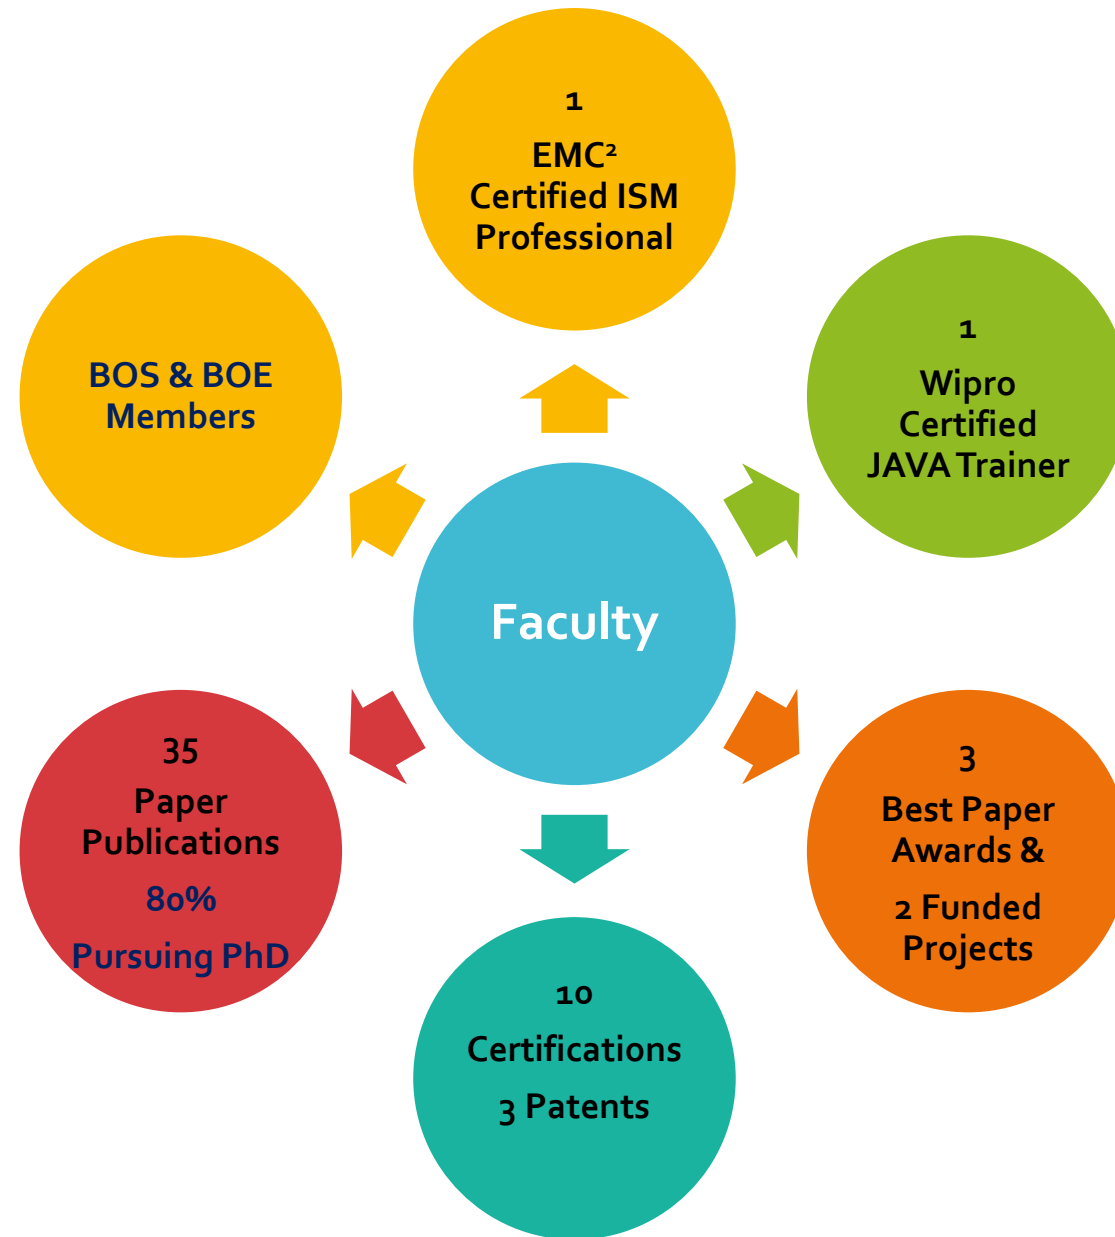 1
EMC²
Certified ISM
Professional
1
Wipro
Certified
JAVA Trainer
3
Best Paper
Awards &
2 Funded
Projects
10
Certifications
3 Patents
35
Paper
Publications
80%
Pursuing PhD
BOS & BOE
Members
Faculty